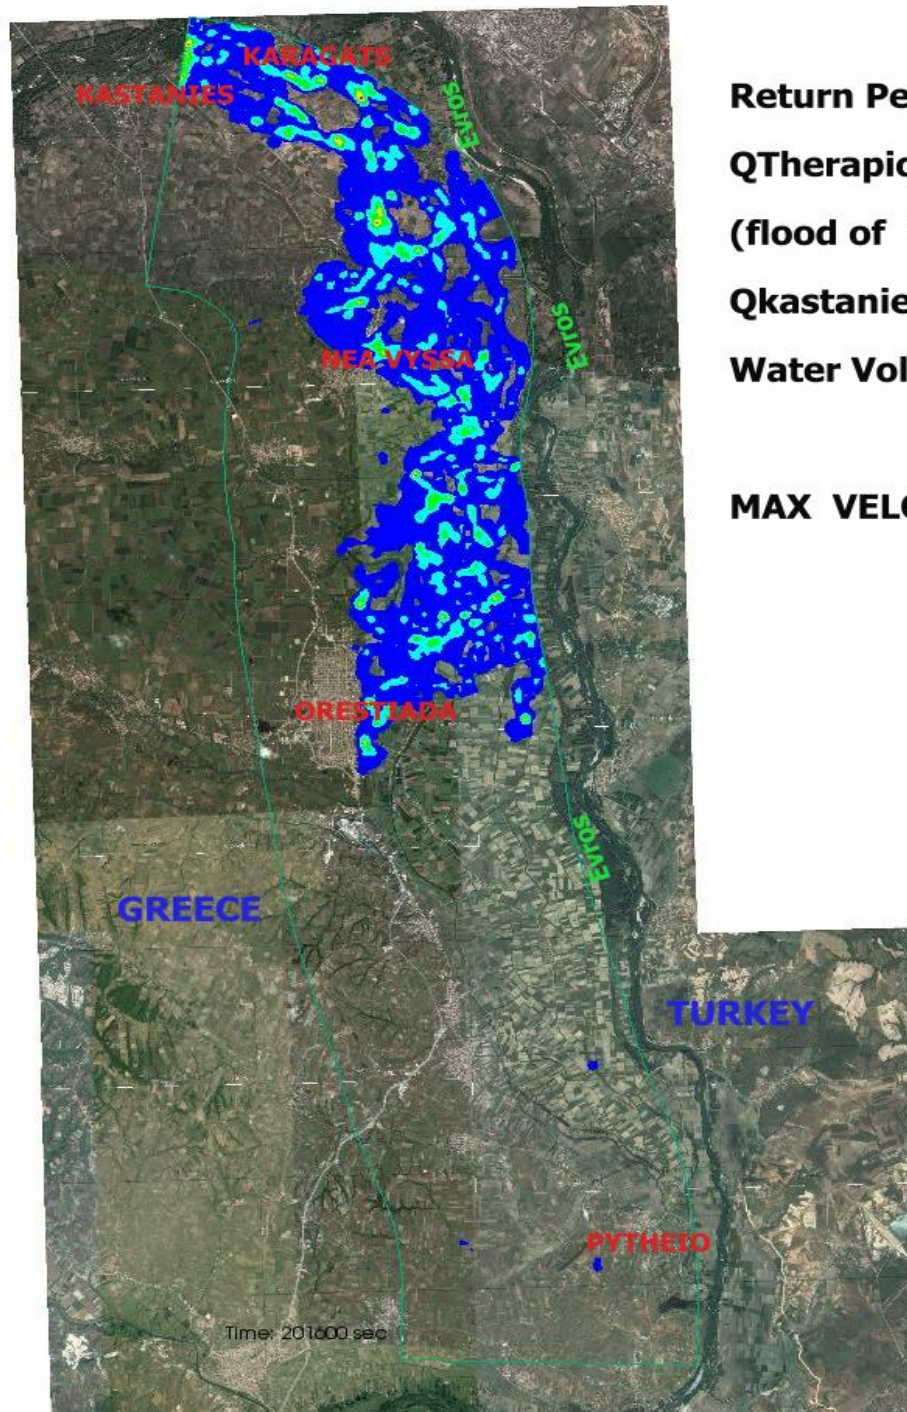 KARAGATS
KASTANIES
Evros
Return Pe
QTherapio
(flood of
Qkastanie
Water Vol
Evros
NEA VYSSA
MAX VELO
ORESTIADA
Evros
GREECE
TURKEY
PYTHEIO
Time: 201600 sec